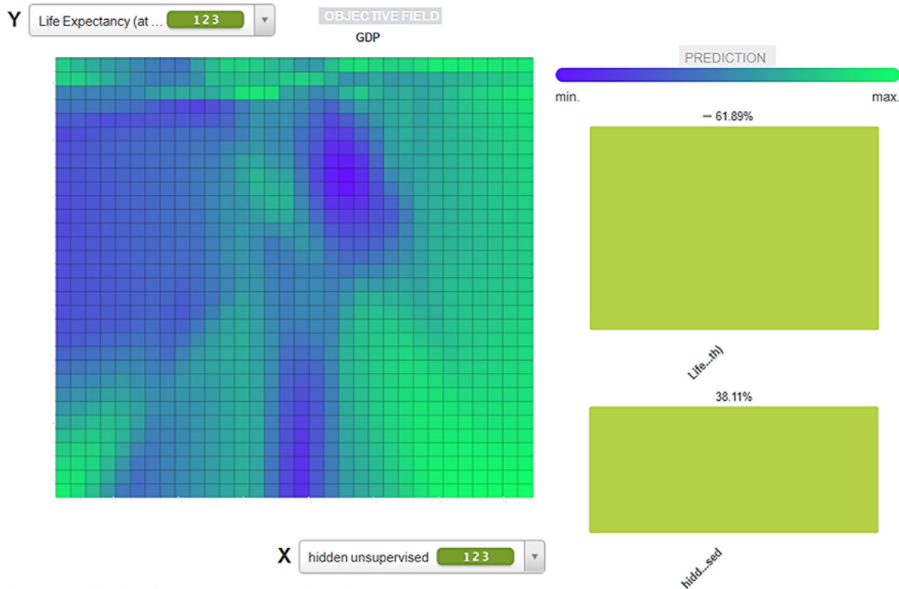 Y
Life Expectancy (at ...
123
OBJECTIVE FIELD
GDP
PREDICTION
min.
max.
61.89%
Life...th)
38.11%
hidd...sed
X
hidden unsupervised
123